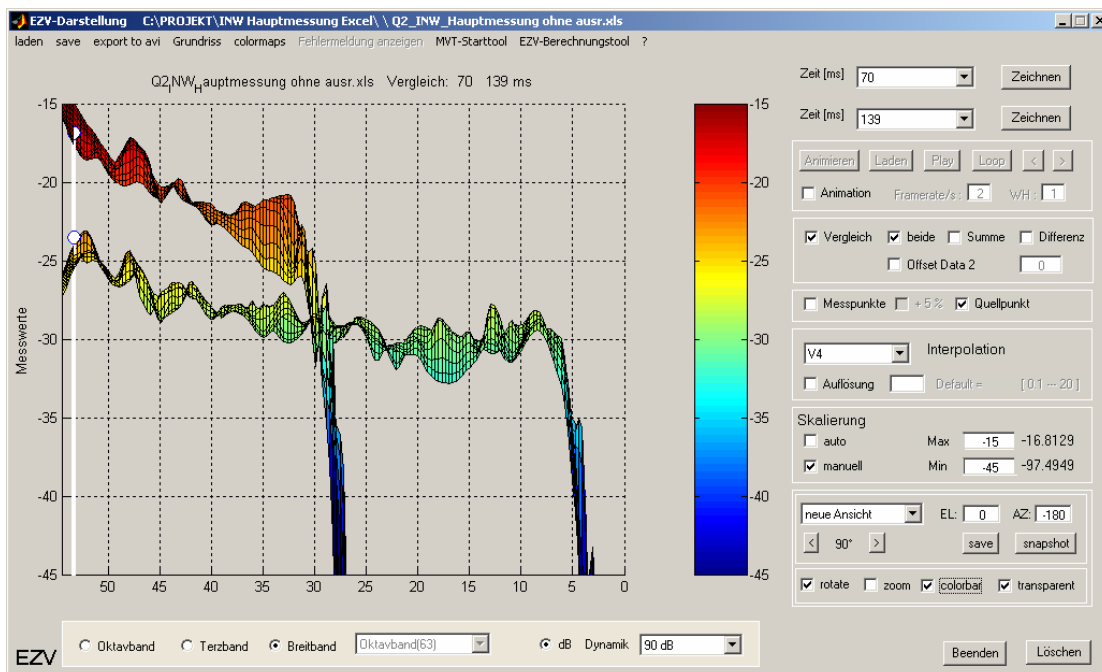 EZV-Darstellung C:\PROJEKT\INW Hauptmessung Excel\ \ Q2_INW_Hauptmessung ohne ausr.xls
laden save export to avi Grundriss colormaps Fehlermeldung anzeigen MVT-Starttool EZV-Berechnungstool ?
Q2INWHauptmessung ohne ausr.xls Vergleich: 70 139 ms
Messwerte
-15
-20
-25
-30
-35
-40
-45
50 45 40 35 30 25 20 15 10 5 0
-15
-20
-25
-30
-35
-40
-45
Zeit [ms] 70 Zeichnen
Zeit [ms] 139 Zeichnen
Animieren Laden Play Loop < >
Animation Framerate/s : 2 WH : 1
Vergleich beide Summe Differenz
Offset Data 2 0
Messpunkte + 5 % Quellpunkt
V4 Interpolation
Auflösung Default = [ 0.1 --- 20 ]
Skalierung
auto Max -15 -16.8129
manuell Min -45 -97.4949
neue Ansicht EL: 0 AZ: -180
< 90° > save snapshot
rotate zoom colorbar transparent
EZV Oktavband Terzband Breitband Oktavband(63) dB Dynamik 90 dB
Beenden Löschen